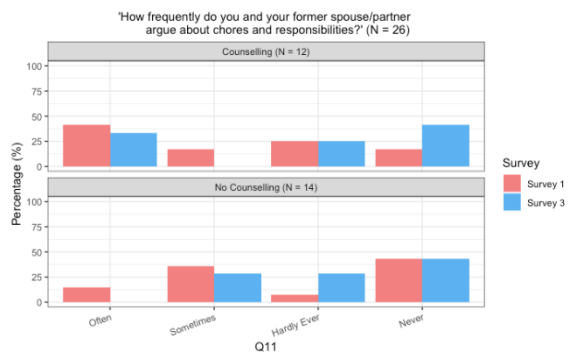 'How frequently do you and your former spouse/partner
argue about chores and responsibilities?' (N = 26)
Counselling (N = 12)
100
75
50
25
0
No Counselling (N = 14)
100
75
50
25
0
Percentage (%)
Often
Sometimes
Hardly Ever
Never
Q11
Survey
Survey 1
Survey 3